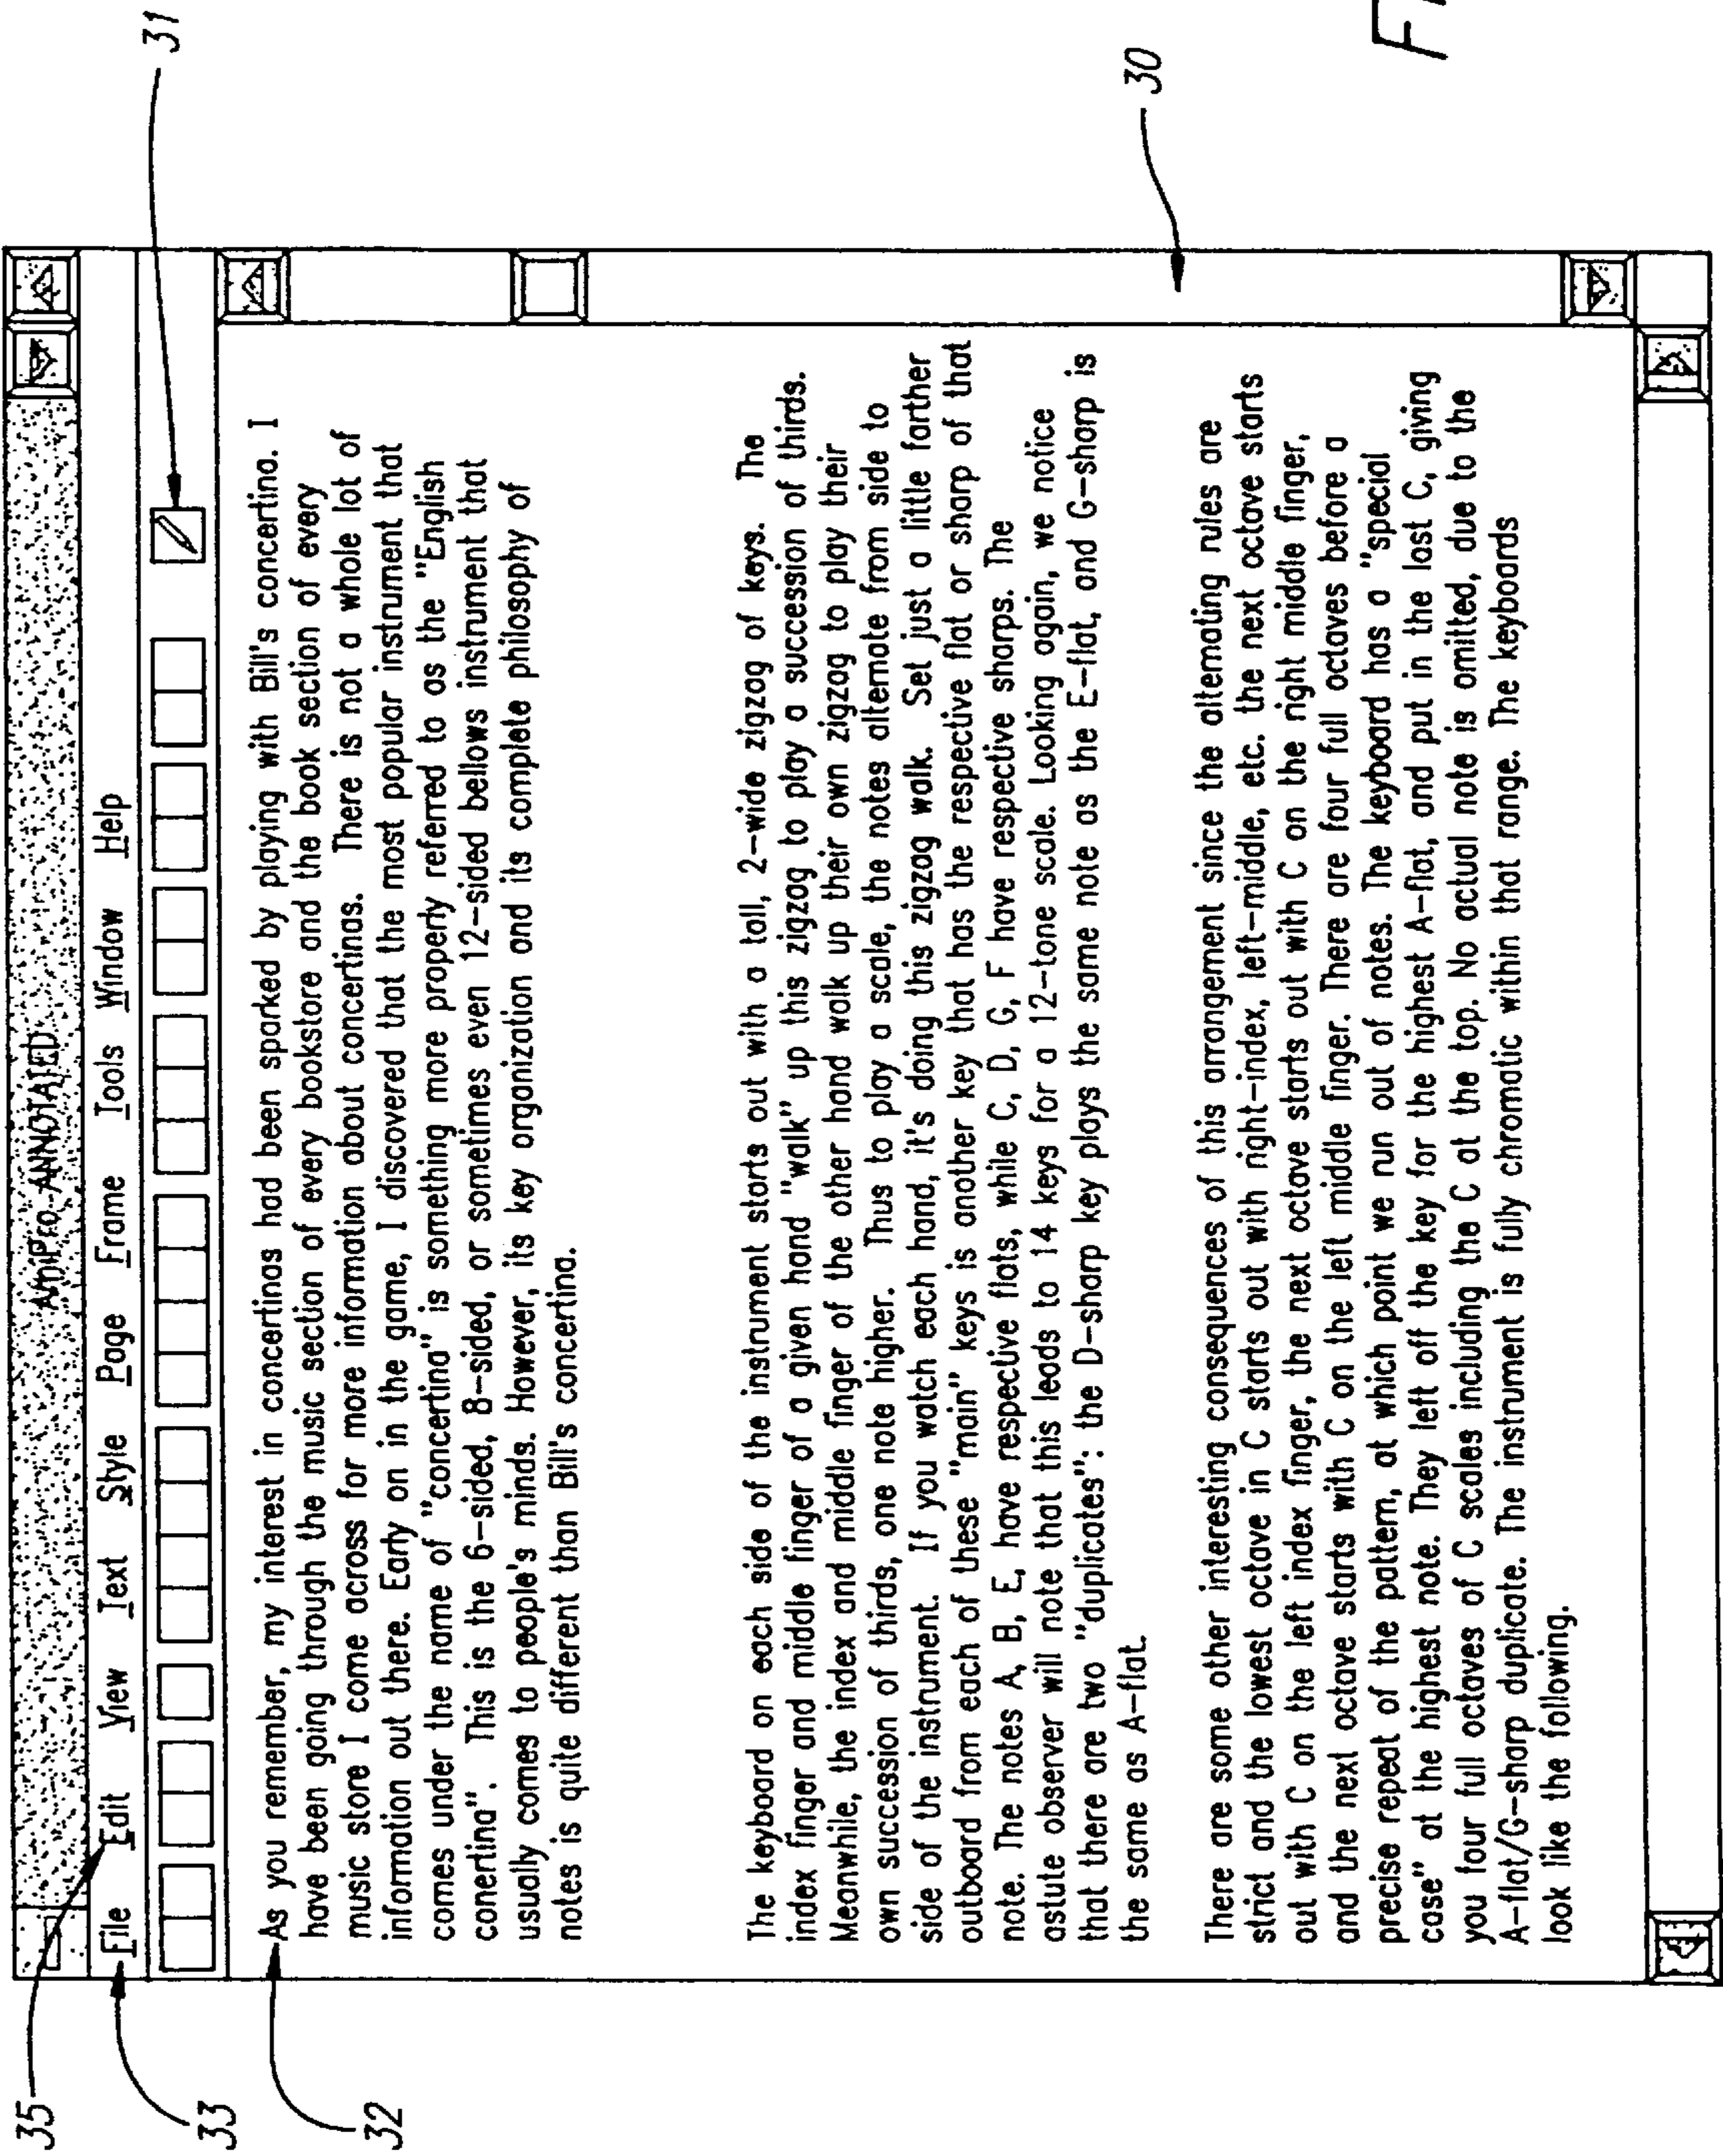 35
33
32
31
30
AmiPro-ANNOTATED
File Edit View Text Style Page Frame Tools Window Help
As you remember, my interest in concertinas had been sparked by playing with Bill's concertina. I
have been going through the music section of every bookstore and the book section of every
music store I come across for more information about concertinas. There is not a whole lot of
information out there. Early on in the game, I discovered that the most popular instrument that
comes under the name of "concertina" is something more properly referred to as the "English
conertina". This is the 6-sided, 8-sided, or sometimes even 12-sided bellows instrument that
usually comes to people's minds. However, its key organization and its complete philosophy of
notes is quite different than Bill's concertina.
The keyboard on each side of the instrument starts out with a tall, 2-wide zigzag of keys. The
index finger and middle finger of a given hand "walk" up this zigzag to play a succession of thirds.
Meanwhile, the index and middle finger of the other hand walk up their own zigzag to play their
own succession of thirds, one note higher. Thus to play a scale, the notes alternate from side to
side of the instrument. If you watch each hand, it's doing this zigzag walk. Set just a little farther
outboard from each of these "main" keys is another key that has the respective flat or sharp of that
note. The notes A, B, E, have respective flats, while C, D, G, F have respective sharps. The
astute observer will note that this leads to 14 keys for a 12-tone scale. Looking again, we notice
that there are two "duplicates": the D-sharp key plays the same note as the E-flat, and G-sharp is
the same as A-flat.
There are some other interesting consequences of this arrangement since the alternating rules are
strict and the lowest octave in C starts out with right-index, left-middle, etc. the next octave starts
out with C on the left index finger, the next octave starts out with C on the right middle finger,
and the next octave starts with C on the left middle finger. There are four full octaves before a
precise repeat of the pattern, at which point we run out of notes. The keyboard has a "special
case" at the highest note. They left off the key for the highest A-flat, and put in the last C, giving
you four full octaves of C scales including the C at the top. No actual note is omitted, due to the
A-flat/G-sharp duplicate. The instrument is fully chromatic within that range. The keyboards
look like the following.